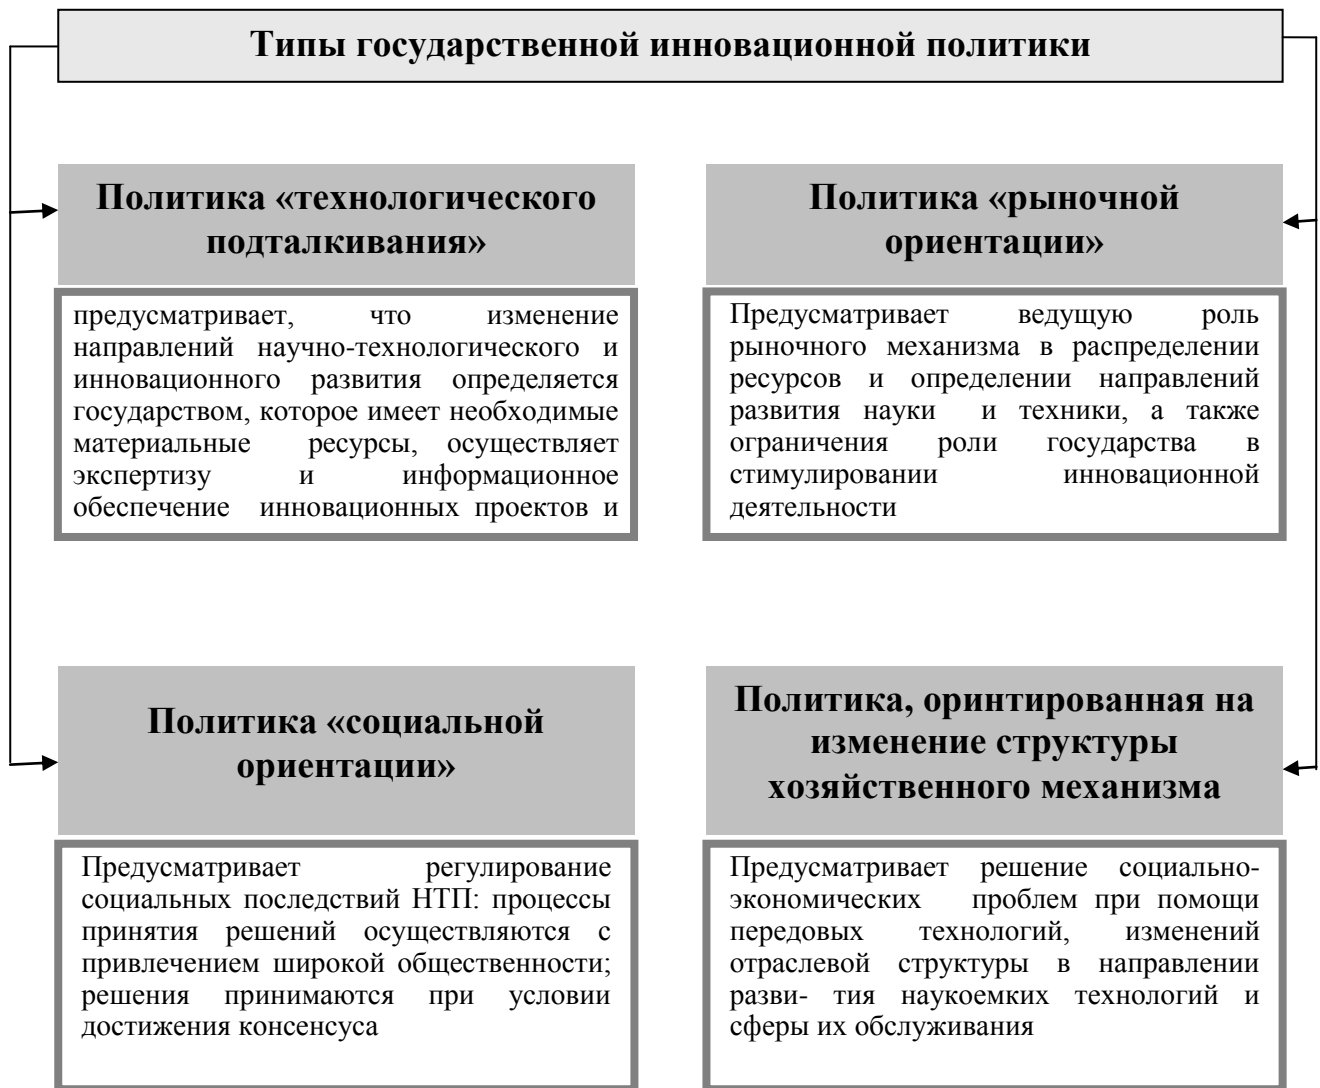 Типы государственной инновационной политики
Политика «технологического
подталкивания»
предусматривает, что изменение
направлений научно-технологического и
инновационного развития определяется
государством, которое имеет необходимые
материальные ресурсы, осуществляет
экспертизу и информационное
обеспечение инновационных проектов и
Политика «рыночной
ориентации»
Предусматривает ведущую роль
рыночного механизма в распределении
ресурсов и определении направлений
развития науки и техники, а также
ограничения роли государства в
стимулировании инновационной
деятельности
Политика «социальной
ориентации»
Предусматривает регулирование
социальных последствий НТП: процессы
принятия решений осуществляются с
привлечением широкой общественности;
решения принимаются при условии
достижения консенсуса
Политика, оринтированная на
изменение структуры
хозяйственного механизма
Предусматривает решение социально-
экономических проблем при помощи
передовых технологий, изменений
отраслевой структуры в направлении
разви- тия наукоемких технологий и
сферы их обслуживания